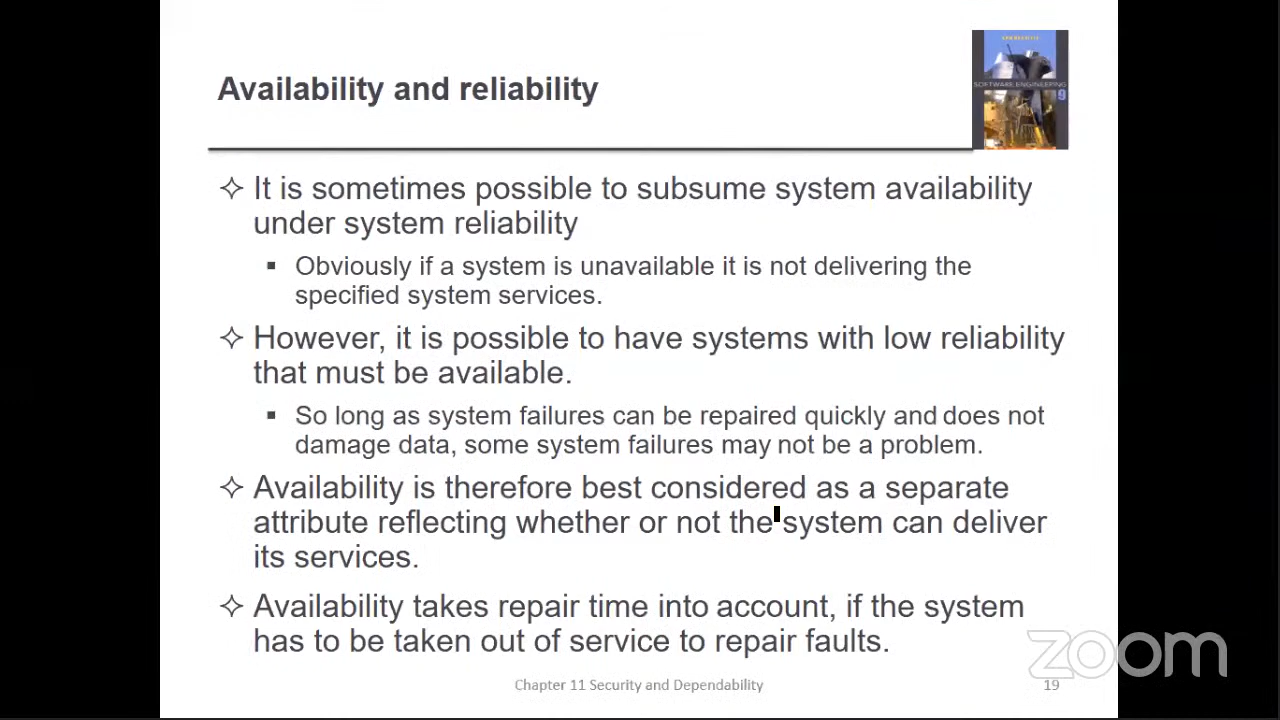 Availability and reliability
SOFTWARE ENGINEERING
9
It is sometimes possible to subsume system availability
under system reliability
Obviously if a system is unavailable it is not delivering the
specified system services.
However, it is possible to have systems with low reliability
that must be available.
So long as system failures can be repaired quickly and does not
damage data, some system failures may not be a problem.
Availability is therefore best considered as a separate
attribute reflecting whether or not the system can deliver
its services.
Availability takes repair time into account, if the system
has to be taken out of service to repair faults.
zoom
Chapter 11 Security and Dependability
19